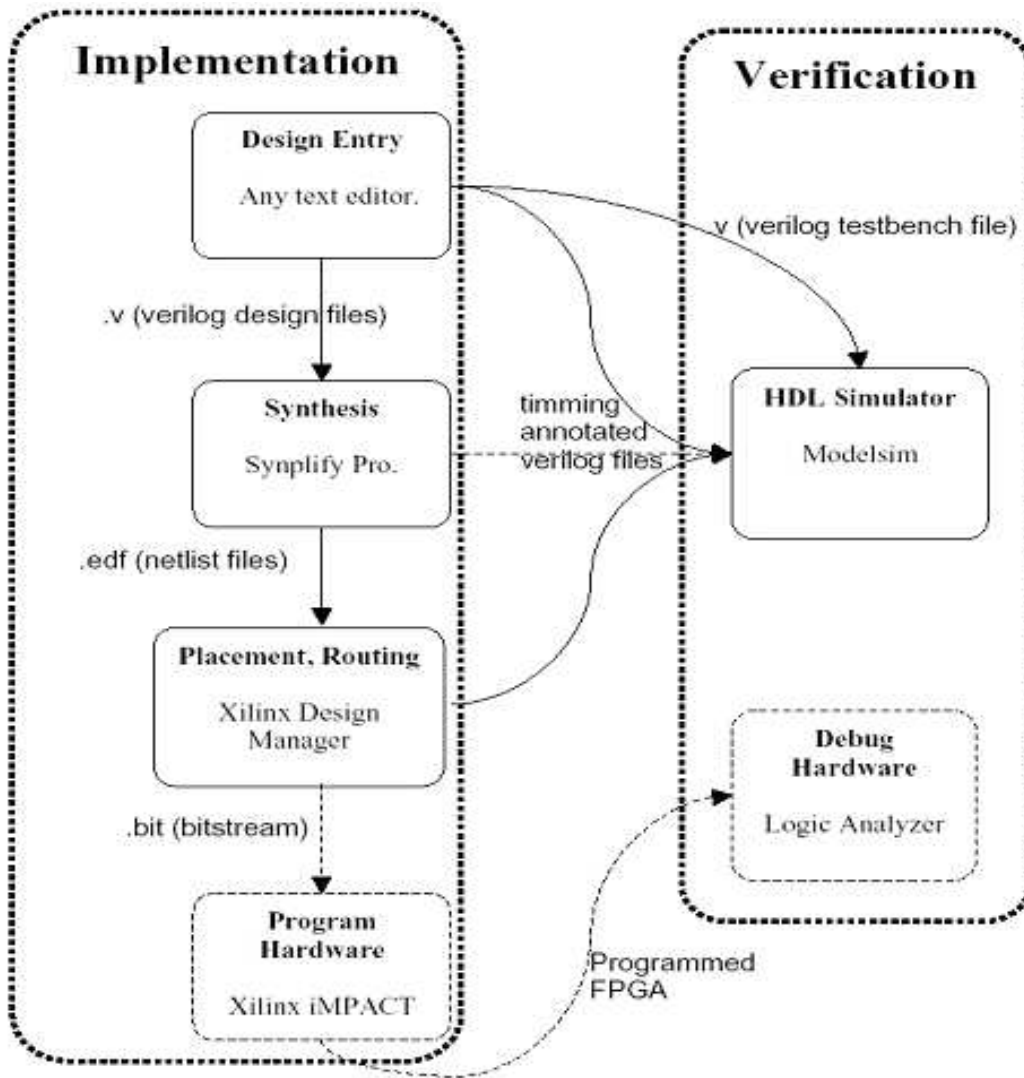 Implementation
Design Entry
Any text editor.
.v (verilog design files)
Synthesis
Synplify Pro.
.edf (netlist files)
Placement, Routing
Xilinx Design
Manager
.bit (bitstream)
Program
Hardware
Xilinx iMPACT
timming
annotated
verilog files
Programmed
FPGA
Verification
.v (verilog testbench file)
HDL Simulator
Modelsim
Debug
Hardware
Logic Analyzer